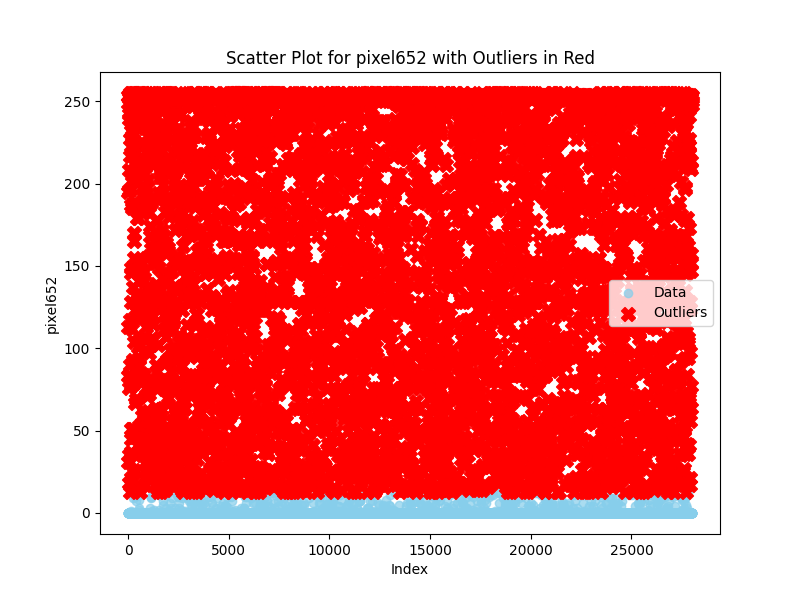 Scatter Plot for pixel652 with Outliers in Red
250
200
150
100
50
0
pixel652
Data
Outliers
0 5000 10000 15000 20000 25000
Index